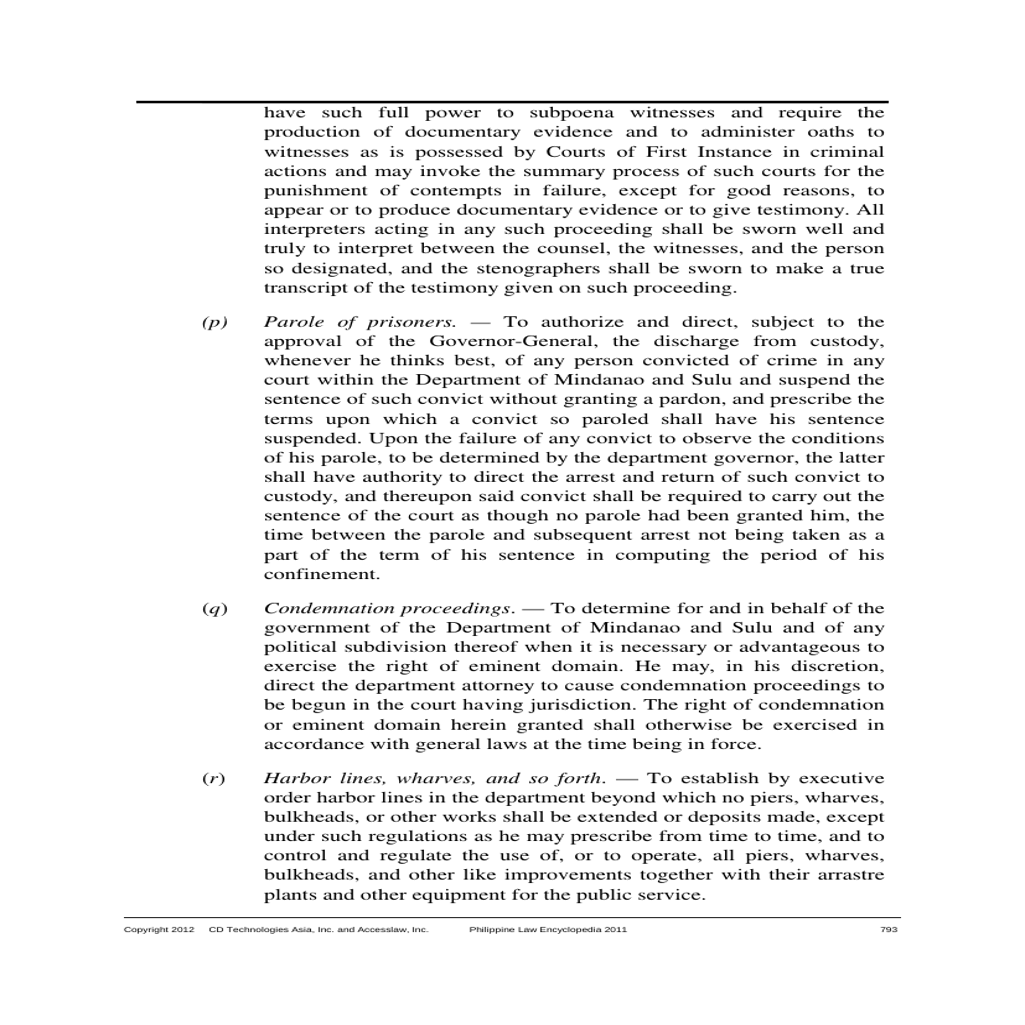 have such full power to subpoena witnesses and require the
production of documentary evidence and to administer oaths to
witnesses as is possessed by Courts of First Instance in criminal
actions and may invoke the summary process of such courts for the
punishment of contempts in failure, except for good reasons, to
appear or to produce documentary evidence or to give testimony. All
interpreters acting in any such proceeding shall be sworn well and
truly to interpret between the counsel, the witnesses, and the person
so designated, and the stenographers shall be sworn to make a true
transcript of the testimony given on such proceeding.
(p) Parole of prisoners. — To authorize and direct, subject to the
approval of the Governor-General, the discharge from custody,
whenever he thinks best, of any person convicted of crime in any
court within the Department of Mindanao and Sulu and suspend the
sentence of such convict without granting a pardon, and prescribe the
terms upon which a convict so paroled shall have his sentence
suspended. Upon the failure of any convict to observe the conditions
of his parole, to be determined by the department governor, the latter
shall have authority to direct the arrest and return of such convict to
custody, and thereupon said convict shall be required to carry out the
sentence of the court as though no parole had been granted him, the
time between the parole and subsequent arrest not being taken as a
part of the term of his sentence in computing the period of his
confinement.
(q) Condemnation proceedings. — To determine for and in behalf of the
government of the Department of Mindanao and Sulu and of any
political subdivision thereof when it is necessary or advantageous to
exercise the right of eminent domain. He may, in his discretion,
direct the department attorney to cause condemnation proceedings to
be begun in the court having jurisdiction. The right of condemnation
or eminent domain herein granted shall otherwise be exercised in
accordance with general laws at the time being in force.
(r) Harbor lines, wharves, and so forth. — To establish by executive
order harbor lines in the department beyond which no piers, wharves,
bulkheads, or other works shall be extended or deposits made, except
under such regulations as he may prescribe from time to time, and to
control and regulate the use of, or to operate, all piers, wharves,
bulkheads, and other like improvements together with their arrastre
plants and other equipment for the public service.
Copyright 2012 CD Technologies Asia, Inc. and Accesslaw, Inc. Philippine Law Encyclopedia 2011 793